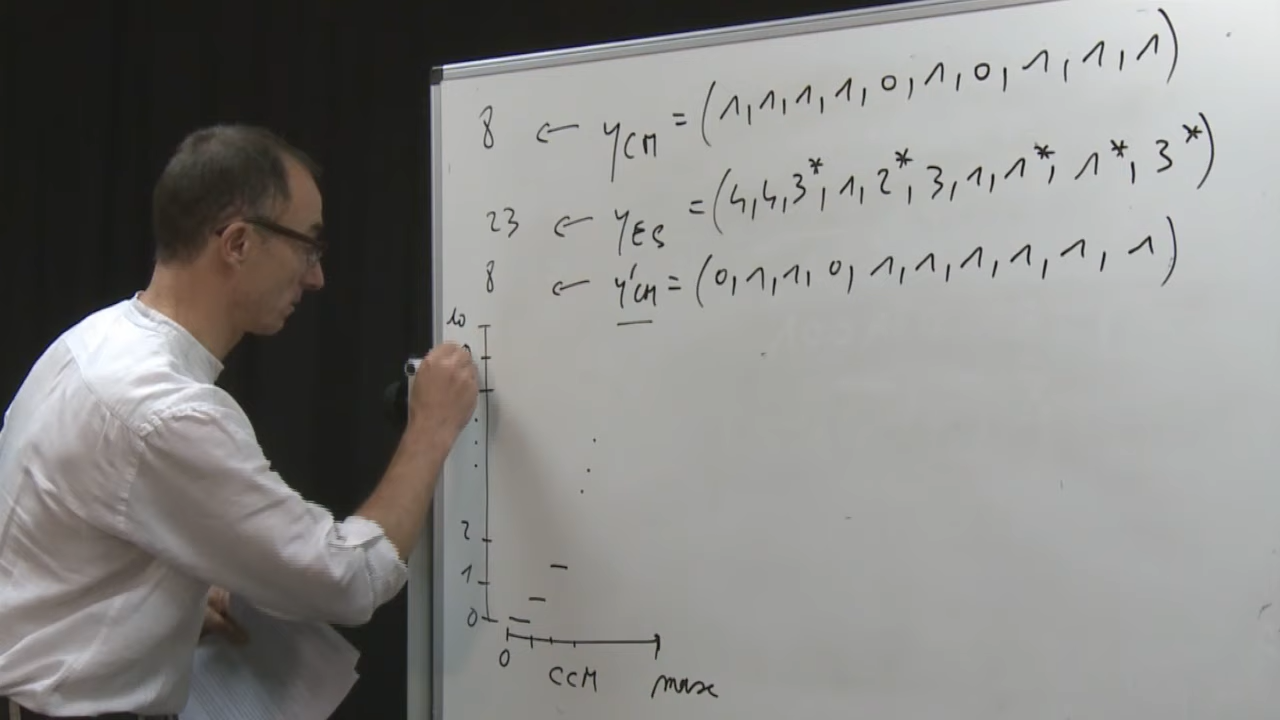 8 ← yCM = (1,1,1,1,0,1,0,1,1,1)
23 ← yES = (4,4,3*,1,2*,3,1,1*,1*,3*)
8 ← y'CM = (0,1,1,0,1,1,1,1,1,1)
10
2
1
0
0 CCM max